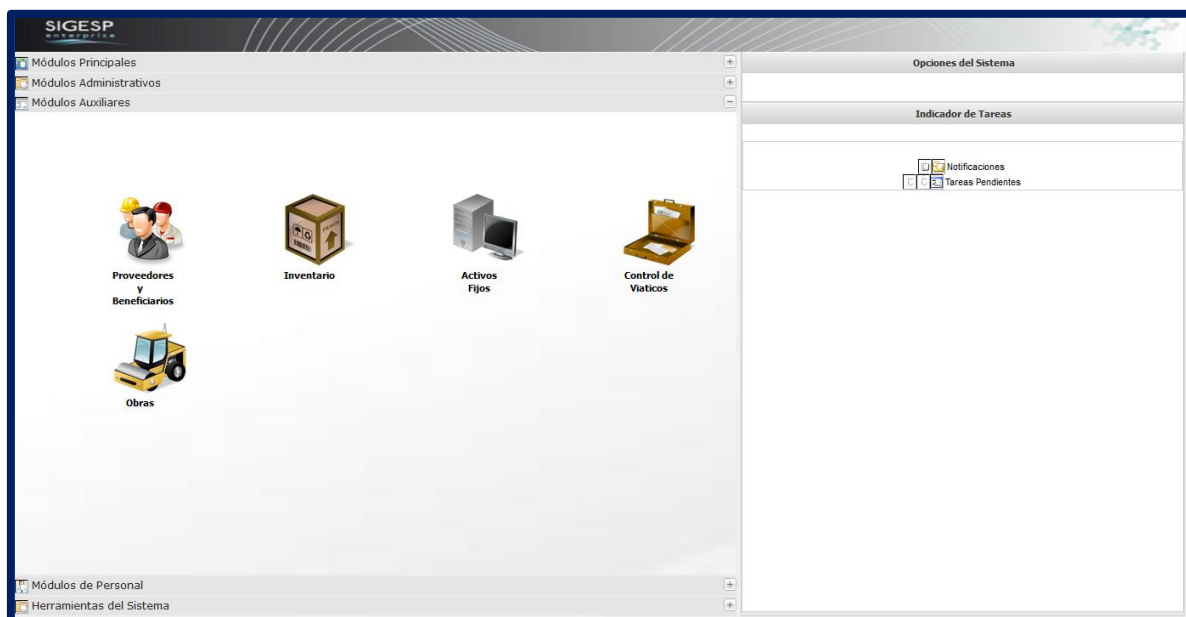 SIGESP
enterprise
Módulos Principales
Módulos Administrativos
Módulos Auxiliares
Proveedores
y
Beneficiarios
Inventario
Activos
Fijos
Control de
Viaticos
Obras
Módulos de Personal
Herramientas del Sistema
Opciones del Sistema
Indicador de Tareas
Notificaciones
Tareas Pendientes